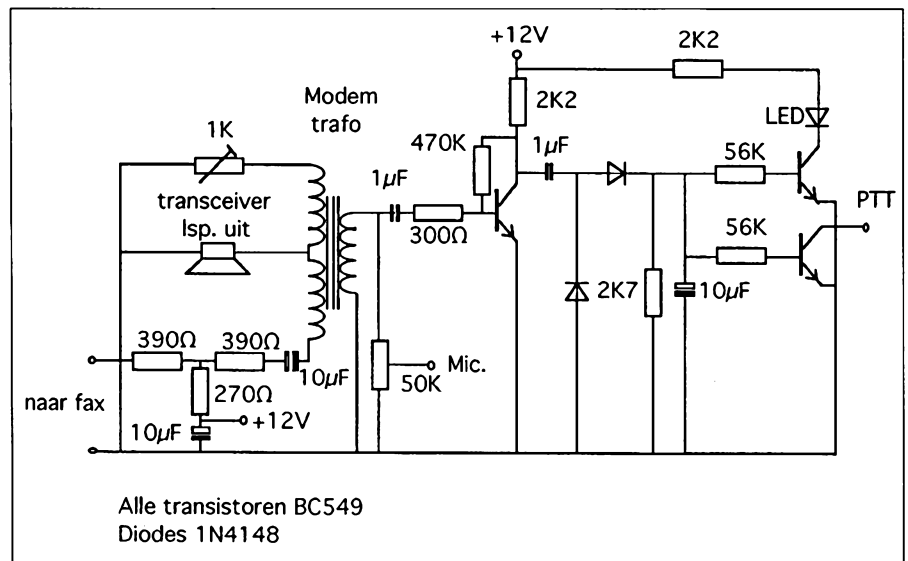 +12V
2K2
Modem
trafo
2K2
LED
1K
470K
1µF
56K
1µF
transceiver
lsp. uit
PTT
300Ω
56K
390Ω
390Ω
2K7
10µF
10µF
Mic.
50K
270Ω
naar fax
+12V
10µF
Alle transistoren BC549
Diodes 1N4148